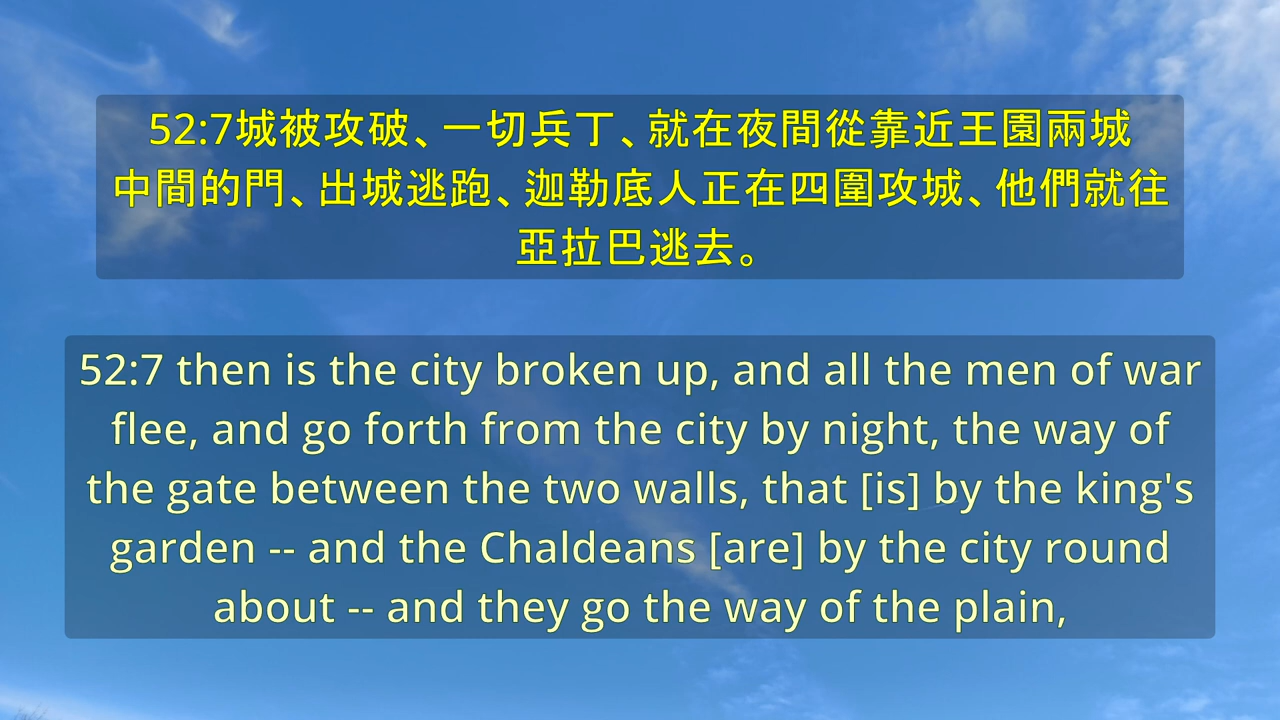 52:7城被攻破、一切兵丁、就在夜間從靠近王園兩城
中間的門、出城逃跑、迦勒底人正在四圍攻城、他們就往
亞拉巴逃去。
52:7 then is the city broken up, and all the men of war
flee, and go forth from the city by night, the way of
the gate between the two walls, that [is] by the king's
garden -- and the Chaldeans [are] by the city round
about -- and they go the way of the plain,